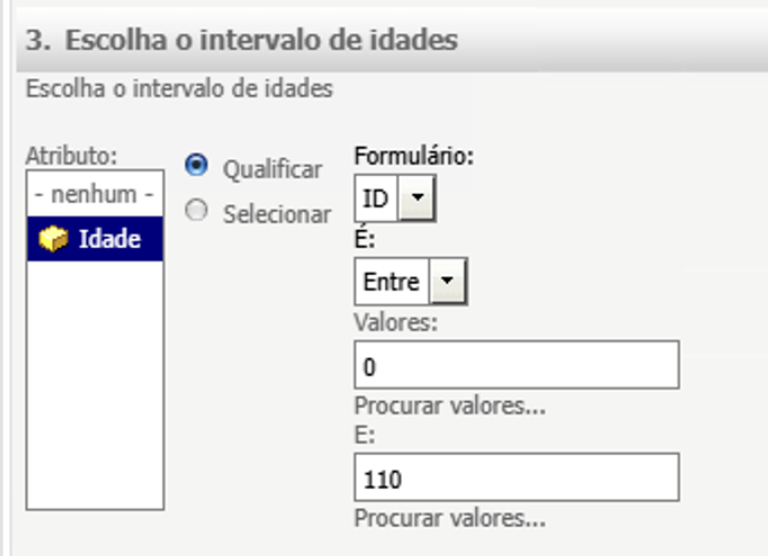 3. Escolha o intervalo de idades
Escolha o intervalo de idades
Atributo:
- nenhum -
Idade
Qualificar
Selecionar
Formulário:
ID
É:
Entre
Valores:
0
Procurar valores...
E:
110
Procurar valores...